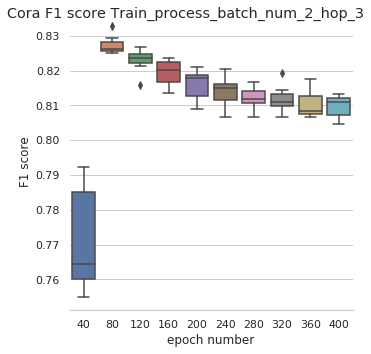 Cora F1 score Train_process_batch_num_2_hop_3
0.83
0.82
0.81
0.80
0.79
0.78
0.77
0.76
F1 score
40 80 120 160 200 240 280 320 360 400
epoch number